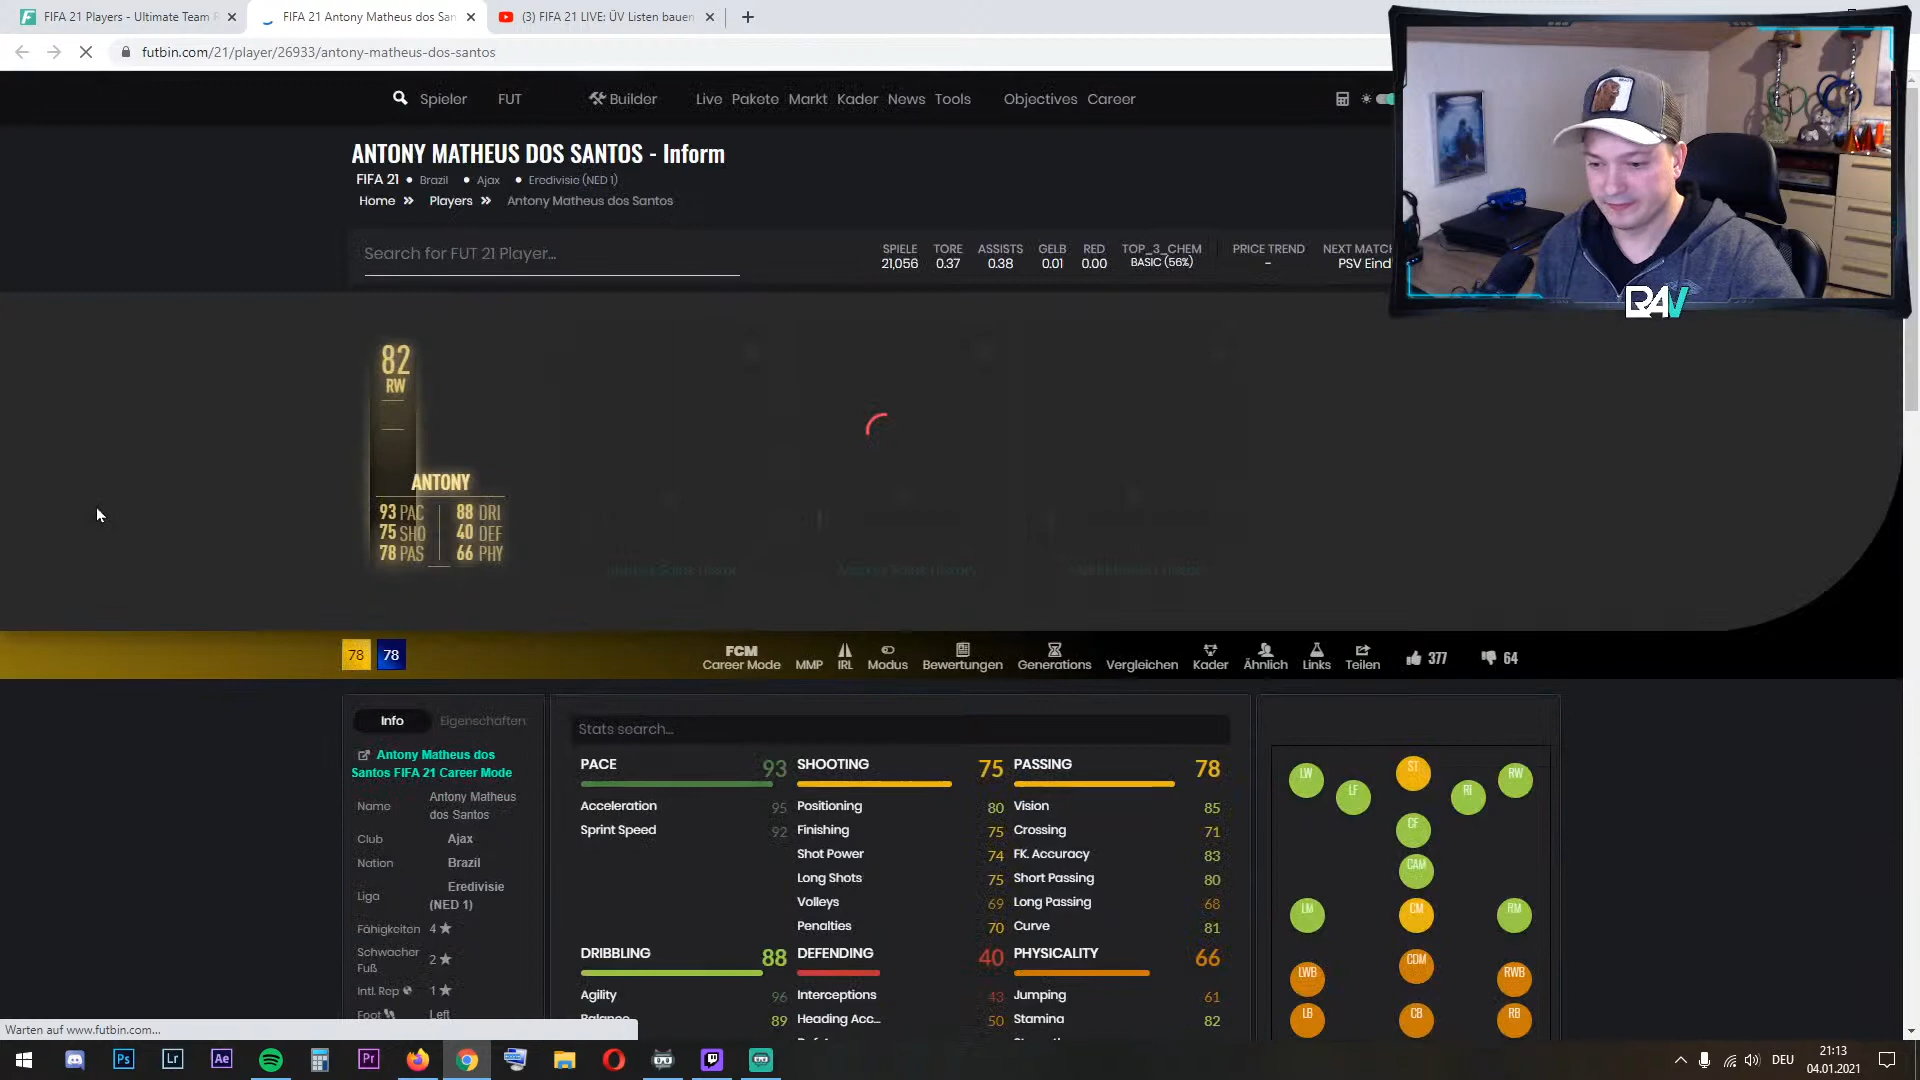 FIFA 21 Players - Ultimate Team
FIFA 21 Antony Matheus dos San
(3) FIFA 21 LIVE: ÜV Listen bauen
futbin.com/21/player/26933/antony-matheus-dos-santos
Spieler FUT Builder Live Pakete Markt Kader News Tools Objectives Career
ANTONY MATHEUS DOS SANTOS - Inform
FIFA 21 • Brazil • Ajax • Eredivisie (NED 1)
Home » Players » Antony Matheus dos Santos
Search for FUT 21 Player...
SPIELE TORE ASSISTS GELB RED TOP_3_CHEM PRICE TREND NEXT MATCH
21,056 0.37 0.38 0.01 0.00 BASIC (56%) - PSV Eind
RAV
82
RW
ANTONY
93 PAC 88 DRI
75 SHO 40 DEF
78 PAS 66 PHY
78 78
FCM
Career Mode MMP IRL Modus Bewertungen Generations Vergleichen Kader Ähnlich Links Teilen 377 64
Info Eigenschaften
Antony Matheus dos
Santos FIFA 21 Career Mode
Name Antony Matheus
dos Santos
Club Ajax
Nation Brazil
Liga Eredivisie
(NED 1)
Fähigkeiten 4 ★
Schwacher
Fuß 2 ★
Intl. Rep 1 ★
Foot Left
Stats search...
PACE 93
Acceleration 95
Sprint Speed 92
SHOOTING 75
Positioning 80
Finishing 75
Shot Power 74
Long Shots 75
Volleys 69
Penalties 70
PASSING 78
Vision 85
Crossing 71
FK. Accuracy 83
Short Passing 80
Long Passing 68
Curve 81
DRIBBLING 88
Agility 96
Balance 89
DEFENDING 40
Interceptions 43
Heading Acc... 50
PHYSICALITY 66
Jumping 61
Stamina 82
LW ST RW
LF RF
CF
CAM
LM CM RM
LWB CDM RWB
LB CB RB
Warten auf www.futbin.com...
Ps Lr Ae Pr
DEU
21:13
04.01.2021